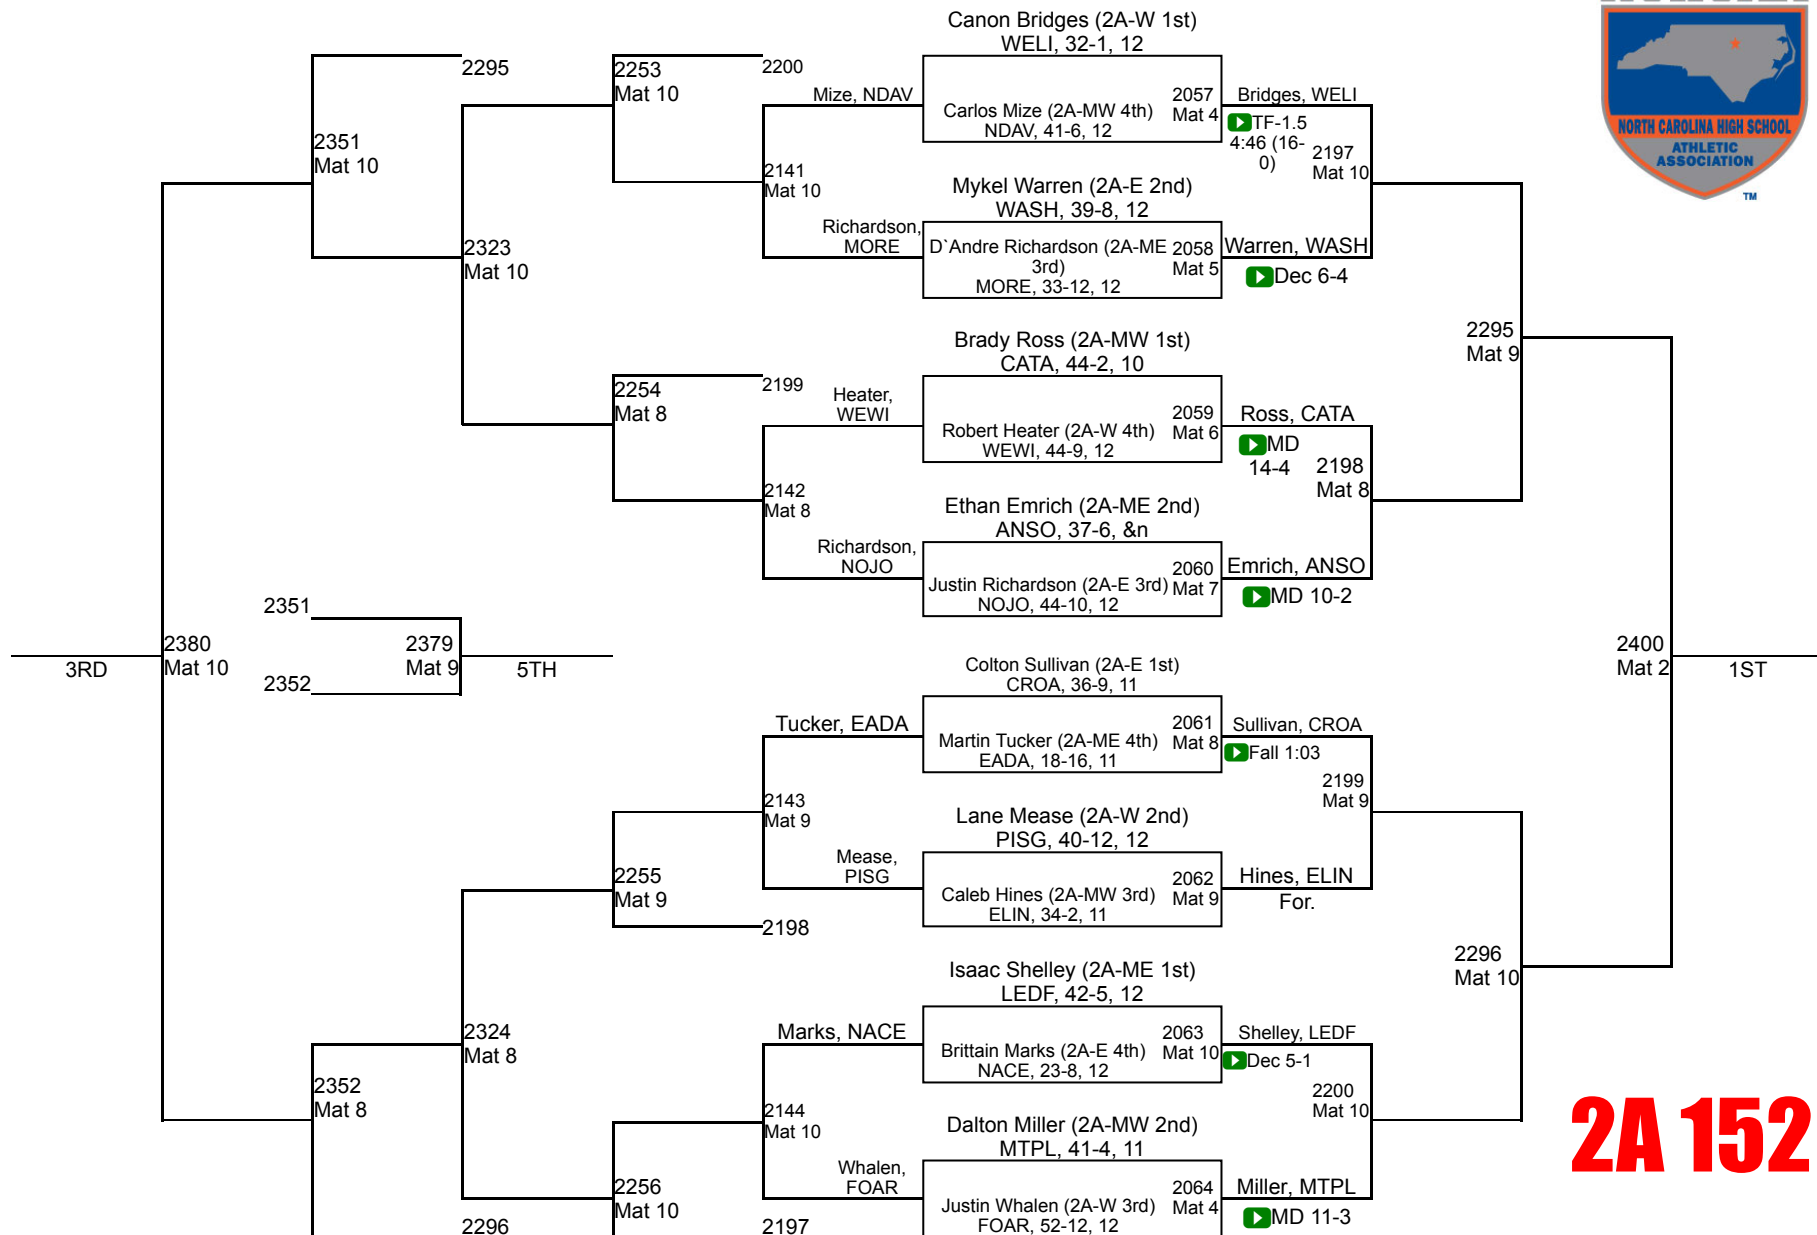 Canon Bridges (2A-W 1st)
WELI, 32-1, 12
2295
2253
Mat 10
2200
Mize, NDAV
Carlos Mize (2A-MW 4th)
NDAV, 41-6, 12
2057
Mat 4
Bridges, WELI
TF-1.5
4:46 (16-
0)
2197
Mat 10
NORTH CAROLINA HIGH SCHOOL
ATHLETIC
ASSOCIATION
TM
2351
Mat 10
2141
Mat 10
Mykel Warren (2A-E 2nd)
WASH, 39-8, 12
Richardson,
MORE
D`Andre Richardson (2A-ME
3rd)
MORE, 33-12, 12
2058
Mat 5
Warren, WASH
Dec 6-4
2323
Mat 10
Brady Ross (2A-MW 1st)
CATA, 44-2, 10
2295
Mat 9
2254
Mat 8
2199
Heater,
WEWI
Robert Heater (2A-W 4th)
WEWI, 44-9, 12
2059
Mat 6
Ross, CATA
MD
14-4
2198
Mat 8
2142
Mat 8
Ethan Emrich (2A-ME 2nd)
ANSO, 37-6, &n
Richardson,
NOJO
Justin Richardson (2A-E 3rd)
NOJO, 44-10, 12
2060
Mat 7
Emrich, ANSO
MD 10-2
2351
3RD
2380
Mat 10
2379
Mat 9
5TH
2352
2400
Mat 2
1ST
Colton Sullivan (2A-E 1st)
CROA, 36-9, 11
Tucker, EADA
Martin Tucker (2A-ME 4th)
EADA, 18-16, 11
2061
Mat 8
Sullivan, CROA
Fall 1:03
2199
Mat 9
2143
Mat 9
Lane Mease (2A-W 2nd)
PISG, 40-12, 12
2255
Mat 9
Mease,
PISG
Caleb Hines (2A-MW 3rd)
ELIN, 34-2, 11
2062
Mat 9
Hines, ELIN
For.
2198
2296
Mat 10
Isaac Shelley (2A-ME 1st)
LEDF, 42-5, 12
2324
Mat 8
Marks, NACE
Brittain Marks (2A-E 4th)
NACE, 23-8, 12
2063
Mat 10
Shelley, LEDF
Dec 5-1
2200
Mat 10
2352
Mat 8
2144
Mat 10
Dalton Miller (2A-MW 2nd)
MTPL, 41-4, 11
2A 152
2256
Mat 10
Whalen,
FOAR
Justin Whalen (2A-W 3rd)
FOAR, 52-12, 12
2064
Mat 4
Miller, MTPL
MD 11-3
2296
2197